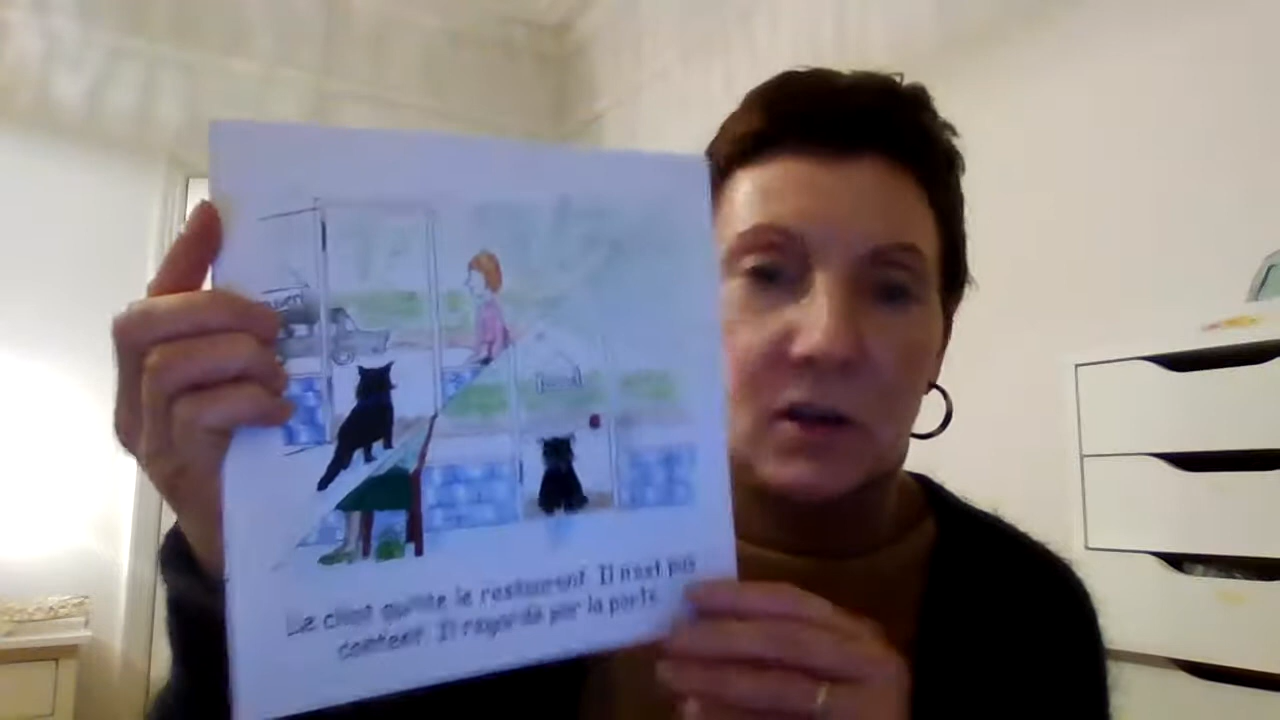 Le chat quitte le restaurant. Il n'est pas
content. Il regarde par la porte.